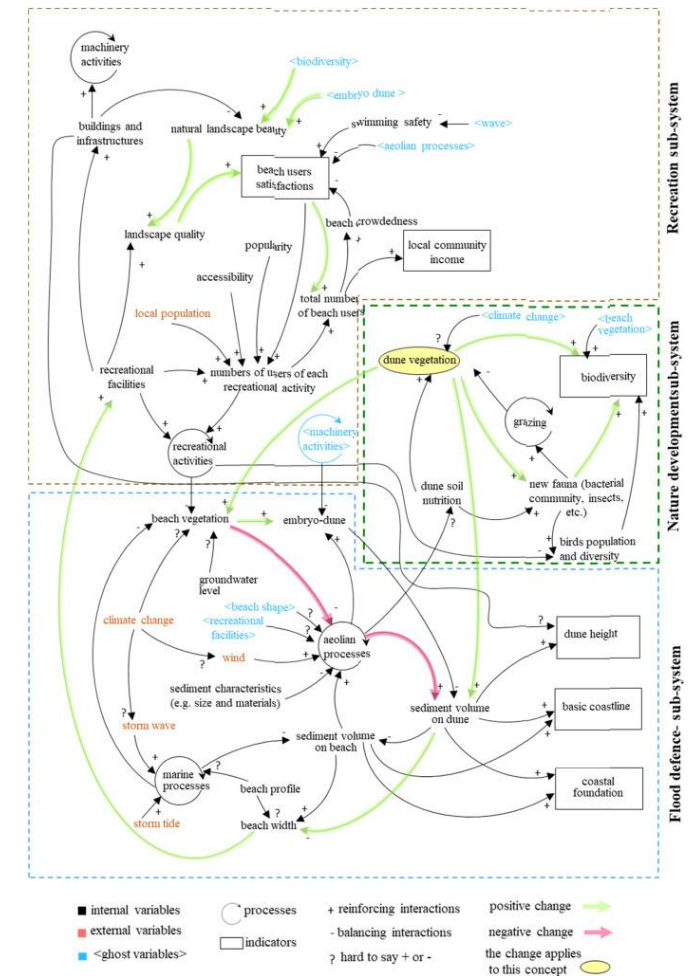 machinery
activities
<biodiversity>
<embryo dune >
buildings and
infrastructures
natural landscape beauty
swimming safety
<wave>
<aeolian processes>
beach users
satisfactions
landscape quality
beach crowdedness
local community
income
popularity
accessibility
total number
of beach users
local population
recreational
facilities
numbers of users of each
recreational activity
recreational
activities
<machinery
activities>
Recreation sub-system
<climate change>
<beach
vegetation>
dune vegetation
biodiversity
grazing
dune soil
nutrition
new fauna (bacterial
community, insects,
etc.)
birds population
and diversity
Nature developmentsub-system
beach vegetation
embryo-dune
groundwater
level
<beach shape>
<recreational
facilities>
climate change
wind
aeolian
processes
sediment characteristics
(e.g. size and materials)
storm wave
sediment volume
on beach
sediment volume
on dune
marine
processes
beach profile
storm tide
beach width
dune height
basic coastline
coastal
foundation
Flood defence- sub-system
internal variables
external variables
<ghost variables>
processes
indicators
+ reinforcing interactions
- balancing interactions
? hard to say + or -
positive change
negative change
the change applies
to this concept